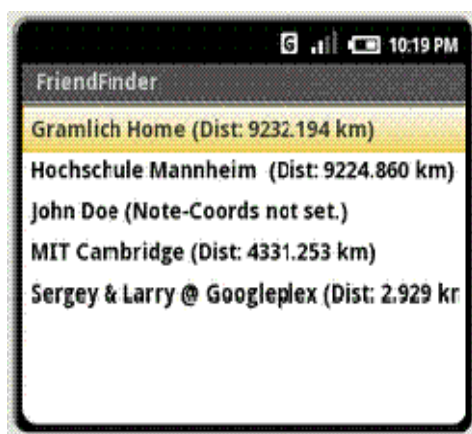 G 10:19 PM
FriendFinder
Gramlich Home (Dist: 9232.194 km)
Hochschule Mannheim (Dist: 9224.860 km)
John Doe (Note-Coords not set.)
MIT Cambridge (Dist: 4331.253 km)
Sergey & Larry @ Googleplex (Dist: 2.929 kr